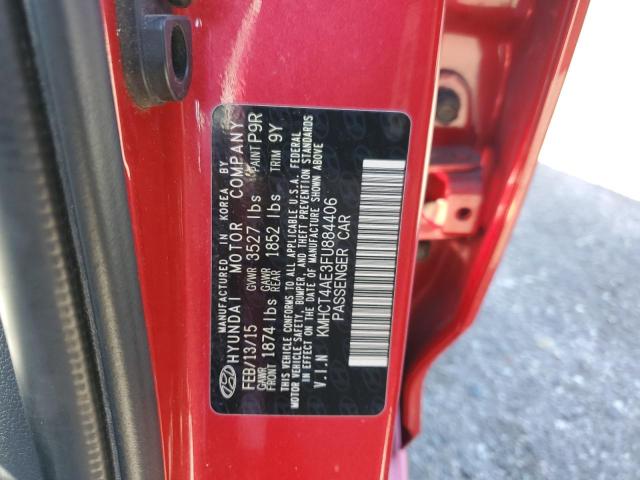 MANUFACTURED IN KOREA BY
HYUNDAI MOTOR COMPANY
FEB/13/15 GVWR 3527 lbs PAINT P9R
GAWR FRONT 1874 lbs GAWR REAR 1852 lbs TRIM 9Y
THIS VEHICLE CONFORMS TO ALL APPLICABLE U.S.A. FEDERAL
MOTOR VEHICLE SAFETY, BUMPER, AND THEFT PREVENTION STANDARDS
IN EFFECT ON THE DATE OF MANUFACTURE SHOWN ABOVE
V.I.N KMHCT4AE3FU884406
PASSENGER CAR